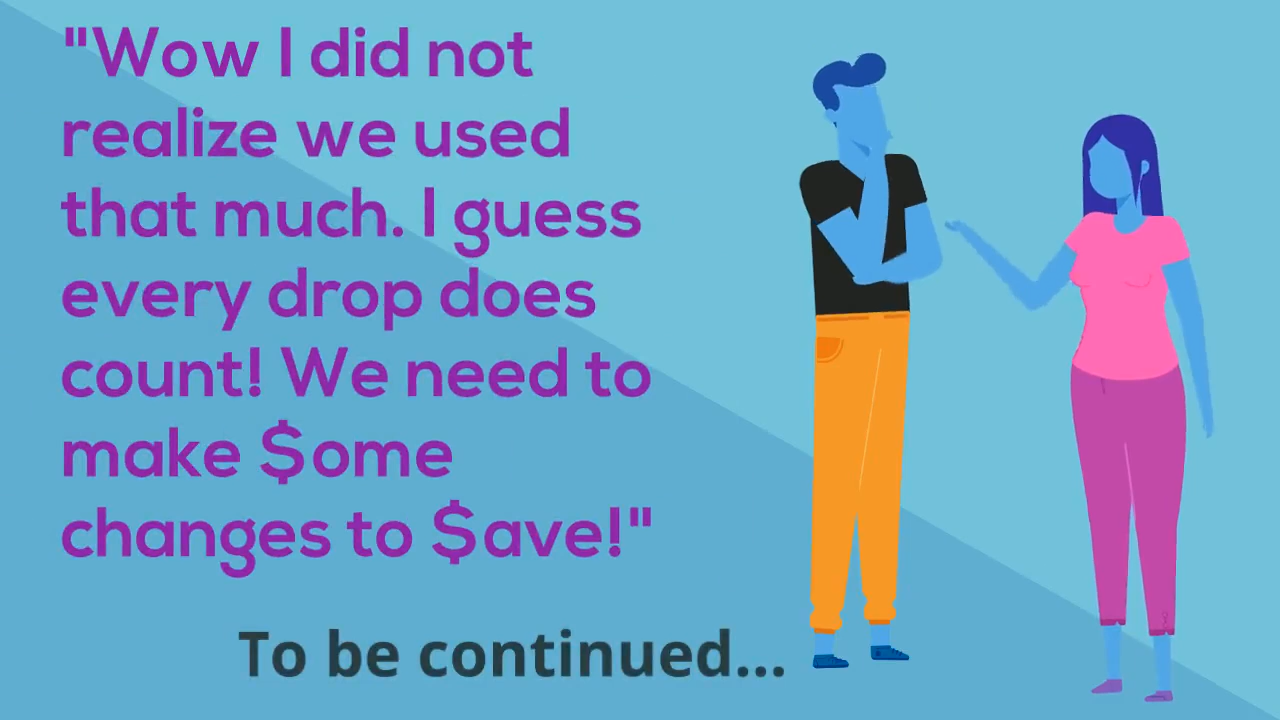 "Wow I did not
realize we used
that much. I guess
every drop does
count! We need to
make $ome
changes to $ave!"
To be continued...